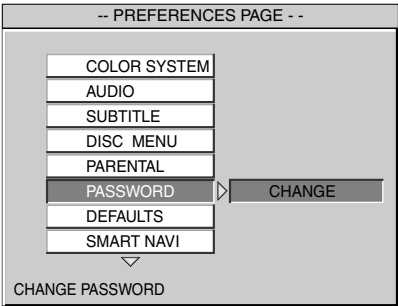 -- PREFERENCES PAGE - -
COLOR SYSTEM
AUDIO
SUBTITLE
DISC MENU
PARENTAL
PASSWORD CHANGE
DEFAULTS
SMART NAVI
CHANGE PASSWORD